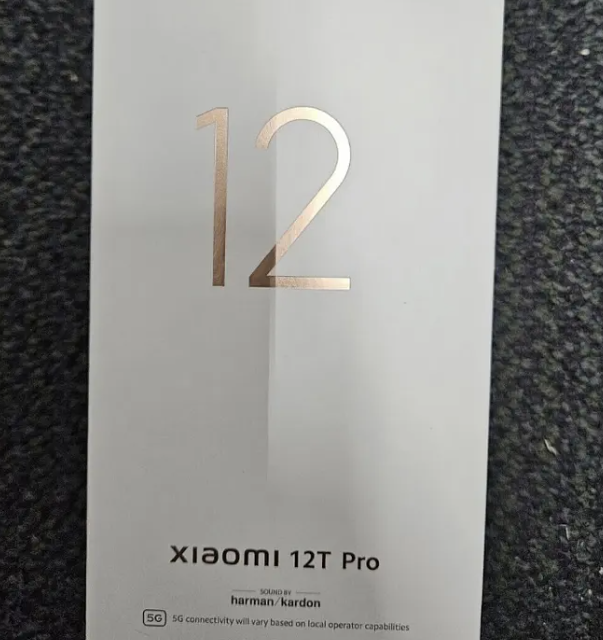 12
xiaomi 12T Pro
SOUND BY
harman/kardon
5G 5G connectivity will vary based on local operator capabilities